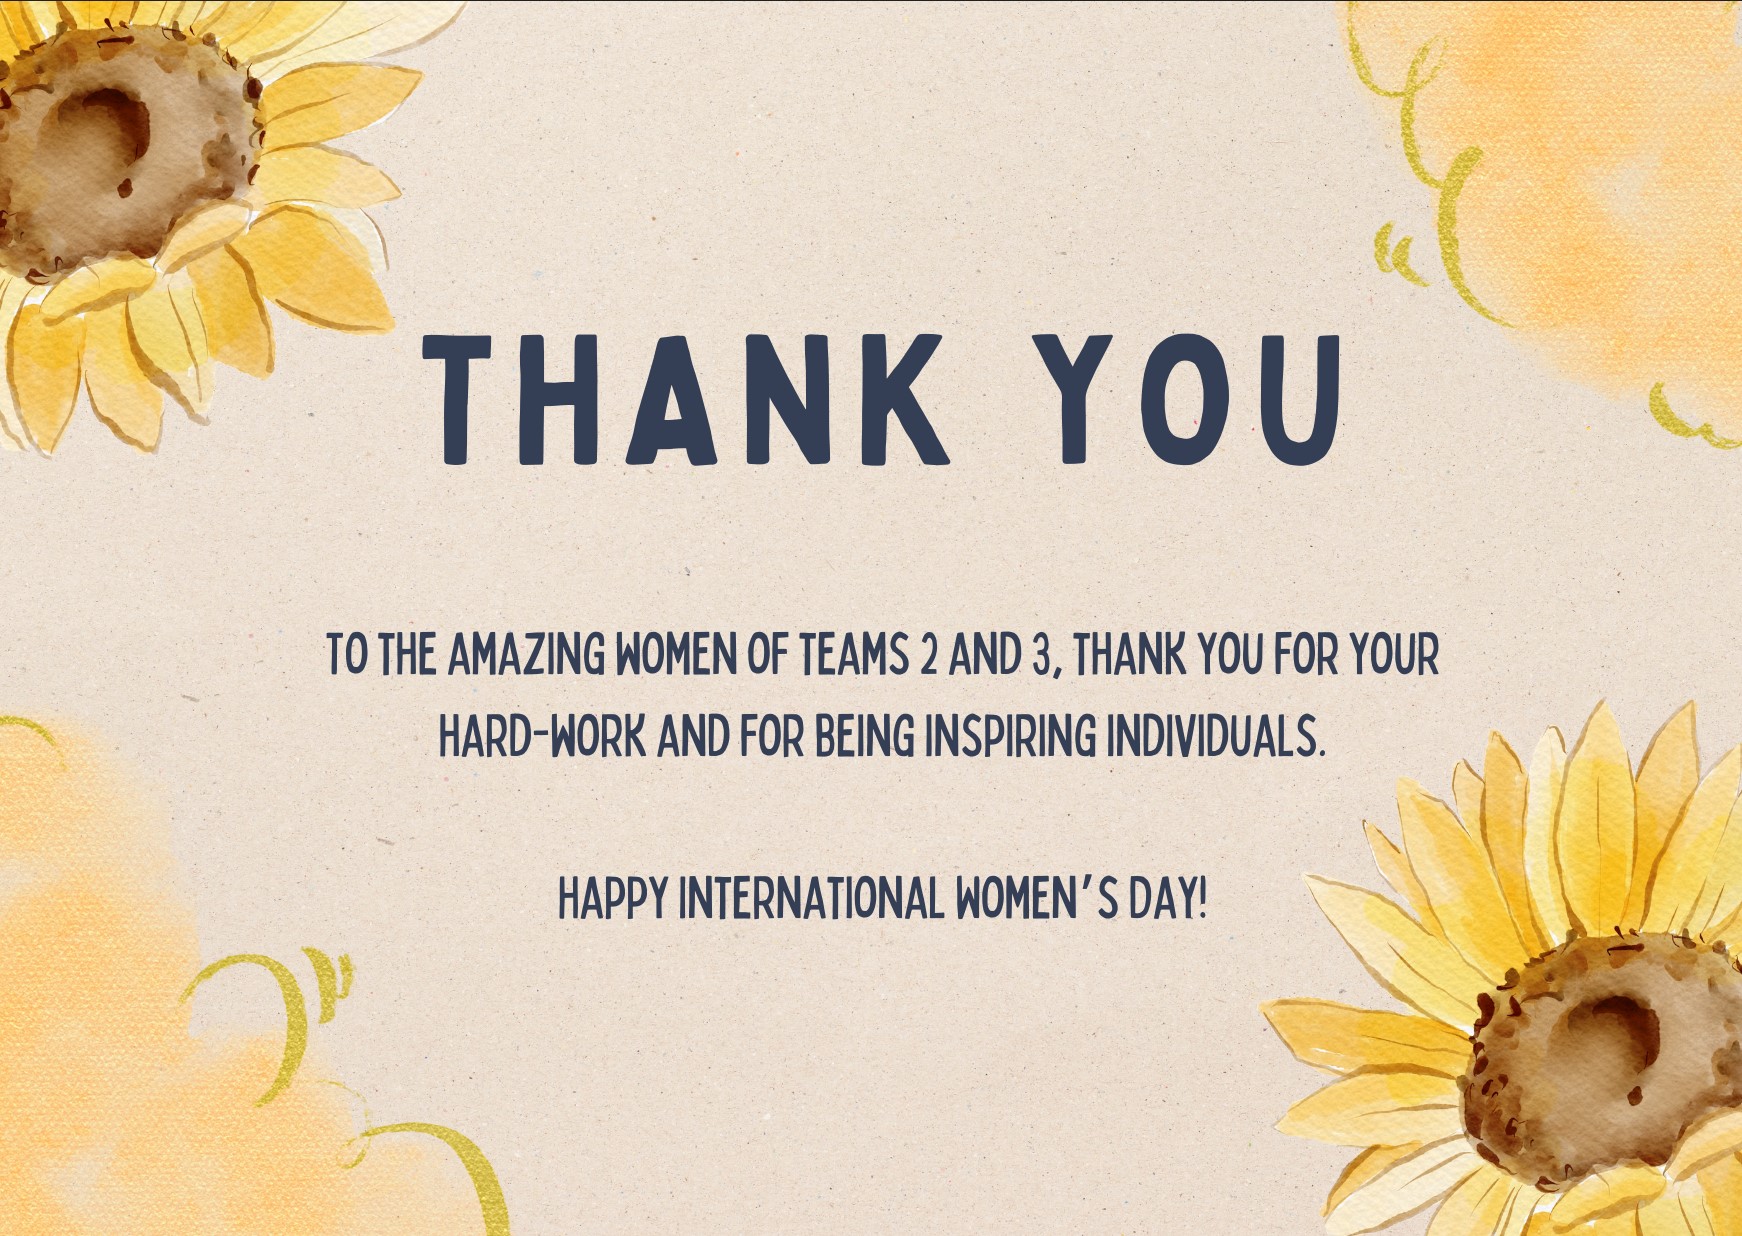 THANK YOU
TO THE AMAZING WOMEN OF TEAMS 2 AND 3, THANK YOU FOR YOUR
HARD-WORK AND FOR BEING INSPIRING INDIVIDUALS.
HAPPY INTERNATIONAL WOMEN'S DAY!